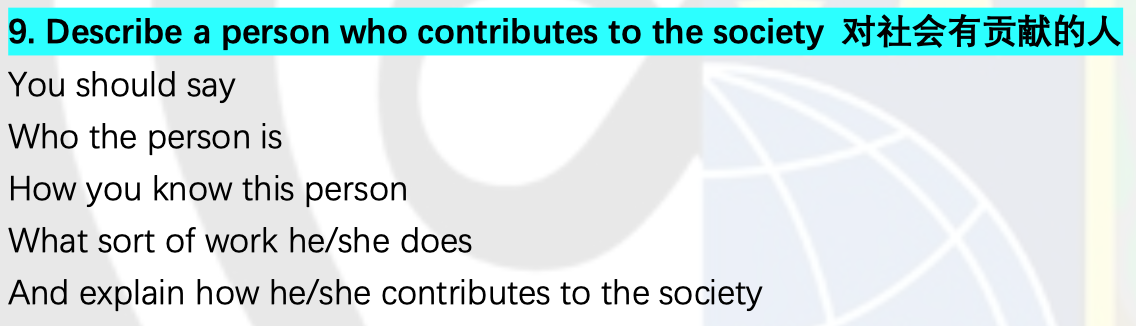 9. Describe a person who contributes to the society 对社会有贡献的人
You should say
Who the person is
How you know this person
What sort of work he/she does
And explain how he/she contributes to the society